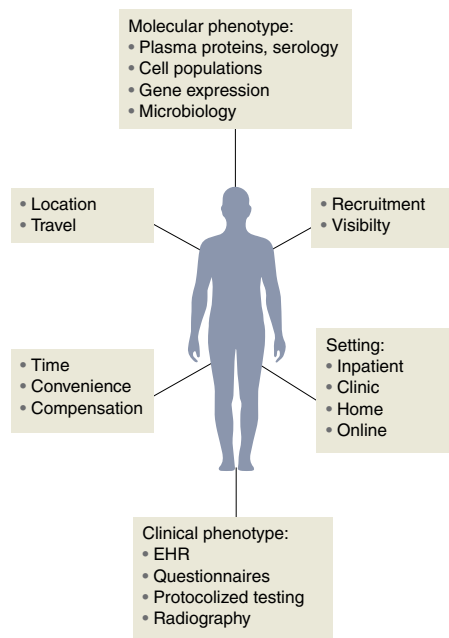 Molecular phenotype:
• Plasma proteins, serology
• Cell populations
• Gene expression
• Microbiology
• Location
• Travel
• Recruitment
• Visibilty
• Time
• Convenience
• Compensation
Setting:
• Inpatient
• Clinic
• Home
• Online
Clinical phenotype:
• EHR
• Questionnaires
• Protocolized testing
• Radiography